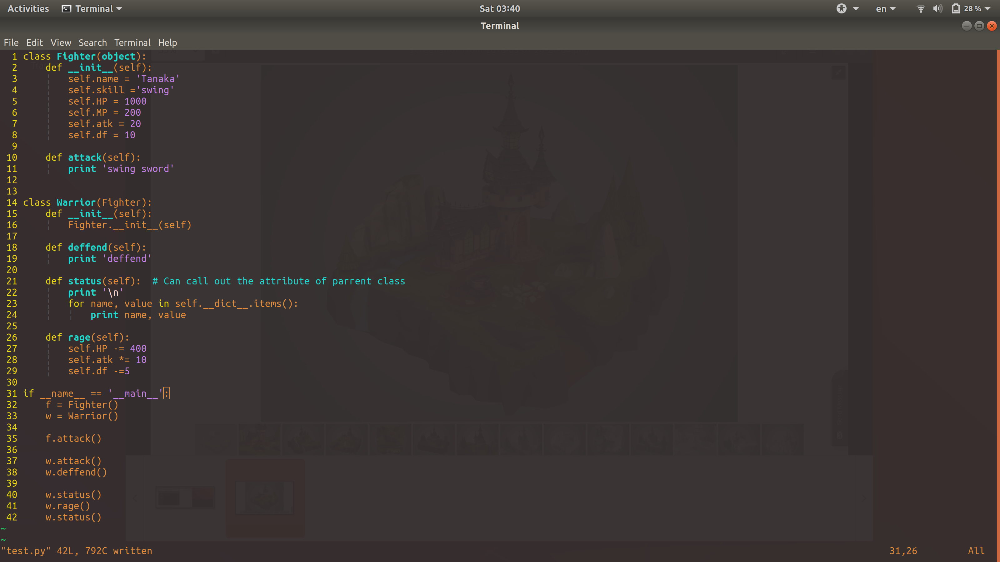 Activities Terminal Sat 03:40 en 28 %
Terminal
File Edit View Search Terminal Help
1 class Fighter(object):
2     def __init__(self):
3         self.name = 'Tanaka'
4         self.skill ='swing'
5         self.HP = 1000
6         self.MP = 200
7         self.atk = 20
8         self.df = 10
9
10     def attack(self):
11         print 'swing sword'
12
13
14 class Warrior(Fighter):
15     def __init__(self):
16         Fighter.__init__(self)
17
18     def deffend(self):
19         print 'deffend'
20
21     def status(self):  # Can call out the attribute of parrent class
22         print '\n'
23         for name, value in self.__dict__.items():
24             print name, value
25
26     def rage(self):
27         self.HP -= 400
28         self.atk *= 10
29         self.df -=5
30
31 if __name__ == '__main__':
32     f = Fighter()
33     w = Warrior()
34
35     f.attack()
36
37     w.attack()
38     w.deffend()
39
40     w.status()
41     w.rage()
42     w.status()
~
~
"test.py" 42L, 792C written 31,26 All